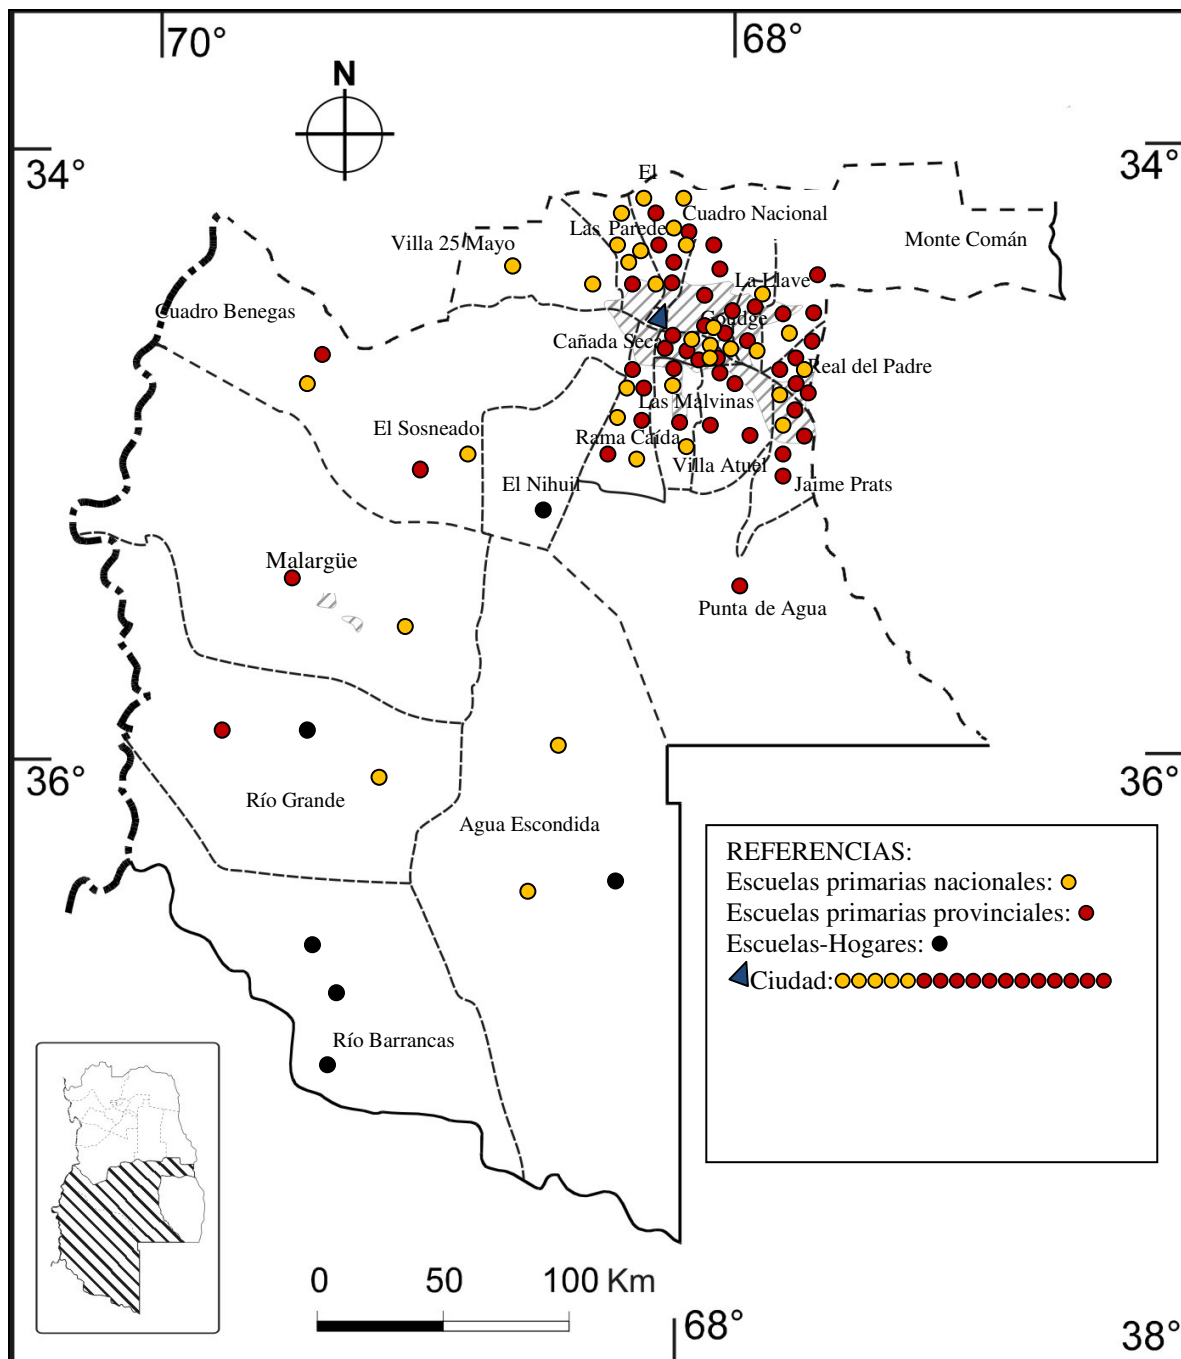 70°
68°
N
34°
34°
El
Cuadro Nacional
Las Parede
Villa 25 Mayo
Monte Comán
La Llave
Cuadro Benegas
Goudge
Cañada Seca
Real del Padre
Las Malvinas
El Sosneado
Rama Caída
Villa Atuel
El Nihuil
Jaime Prats
Malargüe
Punta de Agua
36°
36°
Río Grande
Agua Escondida
REFERENCIAS:
Escuelas primarias nacionales:
Escuelas primarias provinciales:
Escuelas-Hogares:
Ciudad:
Río Barrancas
0 50 100 Km
68°
38°